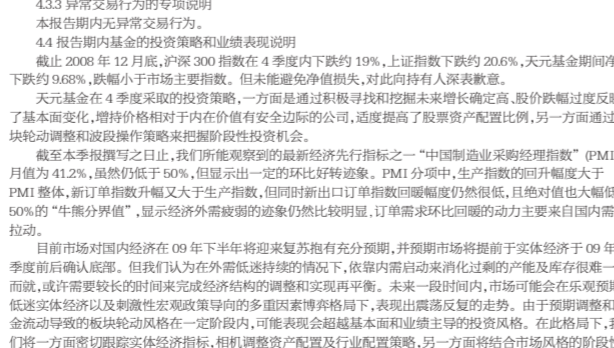 4.3.3 异常交易行为的专项说明
本报告期内无异常交易行为。
4.4 报告期内基金的投资策略和业绩表现说明
截止 2008 年 12 月底,沪深 300 指数在 4 季度内下跌约 19%,上证指数下跌约 20.6%,天元基金期间净
下跌约 9.68%,跌幅小于市场主要指数。但未能避免净值损失,对此向持有人深表歉意。
天元基金在 4 季度采取的投资策略,一方面是通过积极寻找和挖掘未来增长确定高、股价跌幅过度反映
了基本面变化,增持价格相对于内在价值有安全边际的公司,适度提高了股票资产配置比例,另一方面通过
块轮动调整和波段操作策略来把握阶段性投资机会。
截至本季报撰写之日止,我们所能观察到的最新经济先行指标之一“中国制造业采购经理指数”(PMI
月值为 41.2%,虽然仍低于 50%,但显示出一定的环比好转迹象。PMI 分项中,生产指数的回升幅度大于
PMI 整体,新订单指数升幅又大于生产指数,但同时新出口订单指数回暖幅度仍然很低,且绝对值也大幅低
50%的“牛熊分界值”,显示经济外需疲弱的迹象仍然比较明显,订单需求环比回暖的动力主要来自国内需
拉动。
目前市场对国内经济在 09 年下半年将迎来复苏抱有充分预期,并预期市场将提前于实体经济于 09 年
季度前后确认底部。但我们认为在外需低迷持续的情况下,依靠内需启动来消化过剩的产能及库存很难一
而就,或许需要较长的时间来完成经济结构的调整和实现再平衡。未来一段时间内,市场可能会在乐观预期
低迷实体经济以及刺激性宏观政策导向的多重因素博弈格局下,表现出震荡反复的走势。由于预期调整和
金流动导致的板块轮动风格在一定阶段内,可能表现会超越基本面和业绩主导的投资风格。在此格局下,我
们将一方面密切跟踪实体经济指标,相机调整资产配置及行业配置策略,另一方面将结合市场风格的阶段性